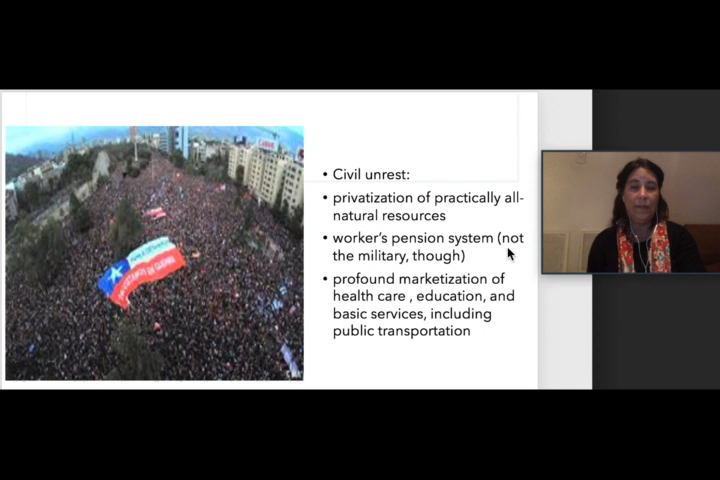 • Civil unrest:
• privatization of practically all-
natural resources
• worker's pension system (not
the military, though)
• profound marketization of
health care , education, and
basic services, including
public transportation